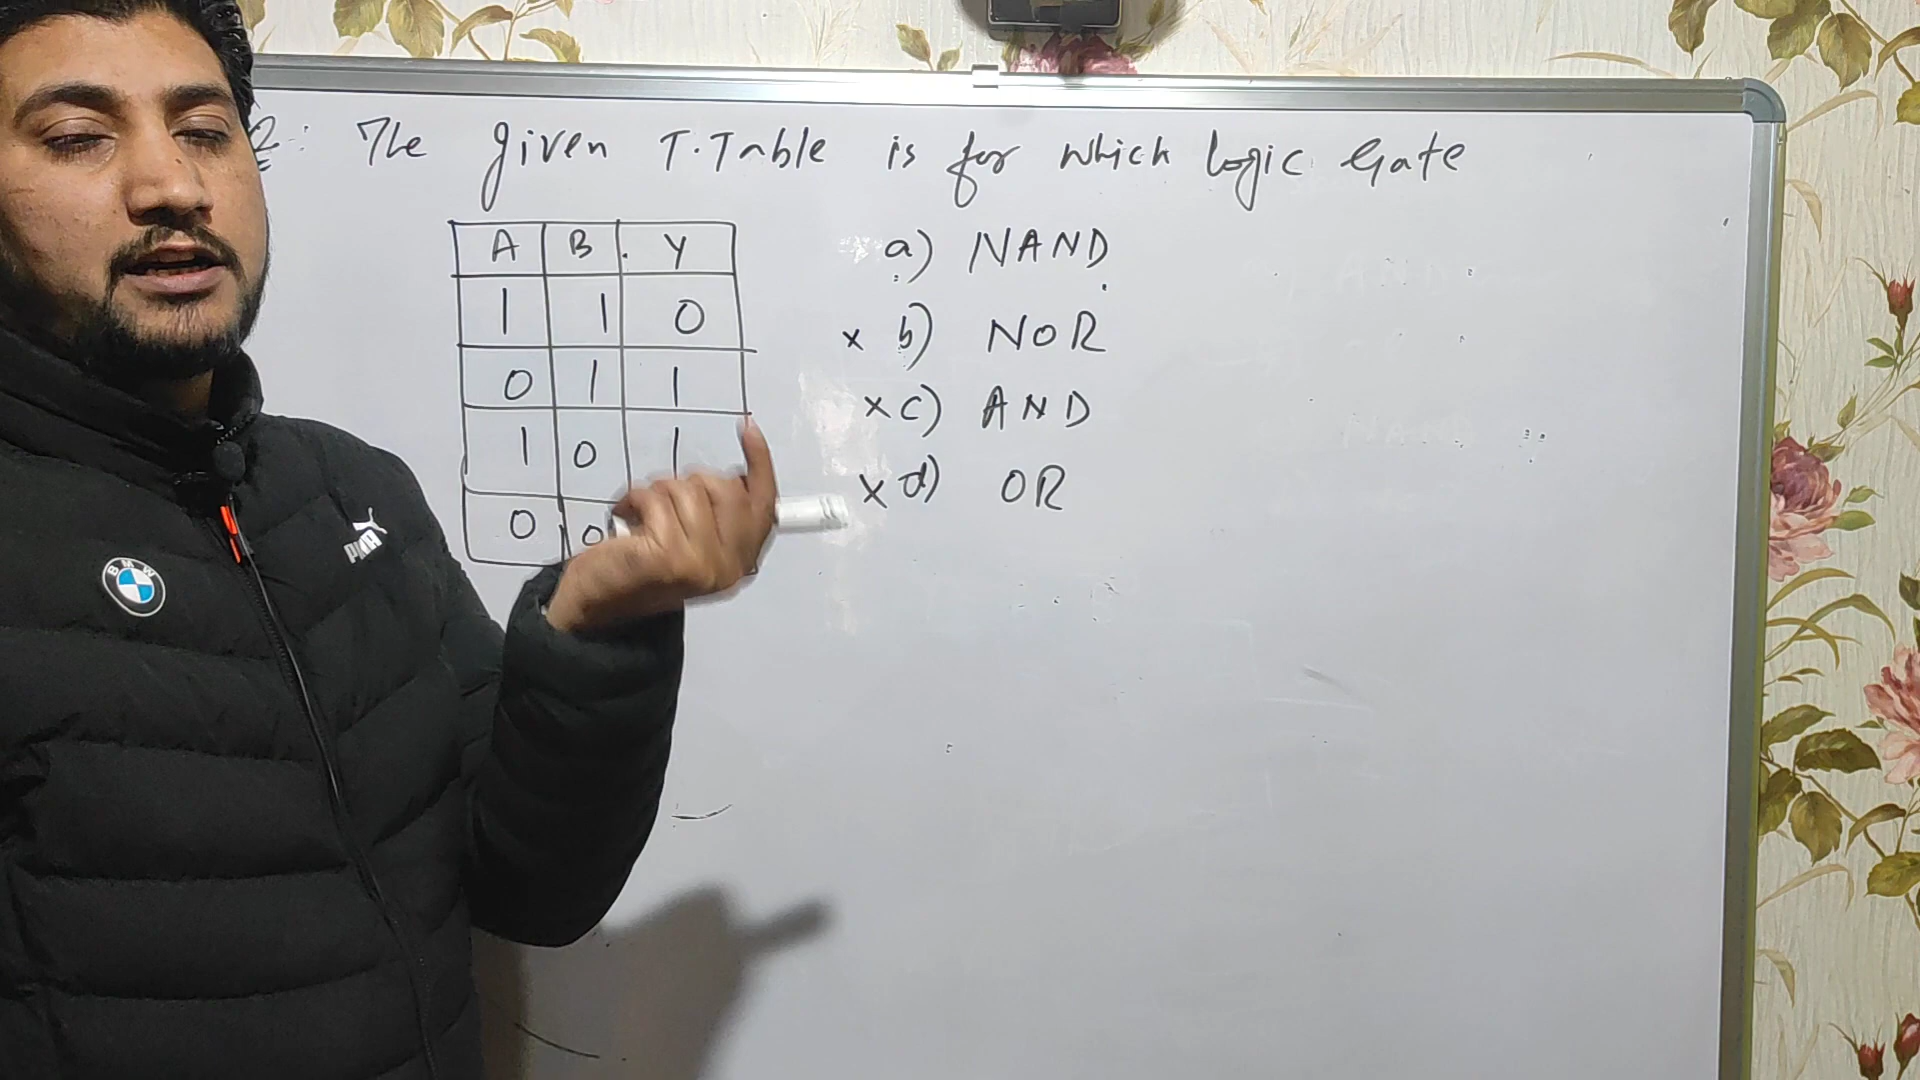 Q: The given T.Table is for which logic Gate
A B Y
1 1 0
0 1 1
1 0 1
0 0
a) NAND
x b) NOR
x c) AND
x d) OR
BMW
PUMA